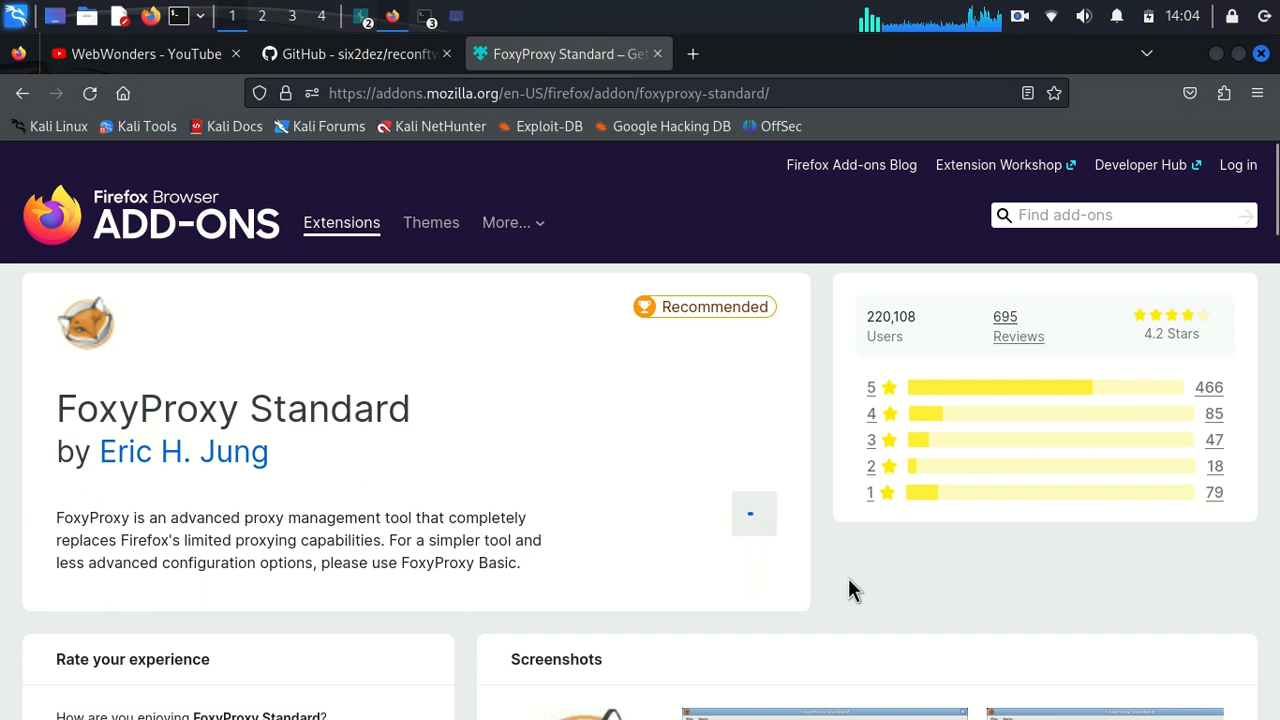 1 2 3 4 2 3 14:04
WebWonders - YouTube GitHub - six2dez/reconftw FoxyProxy Standard – Get
https://addons.mozilla.org/en-US/firefox/addon/foxyproxy-standard/
Kali Linux Kali Tools Kali Docs Kali Forums Kali NetHunter Exploit-DB Google Hacking DB OffSec
Firefox Add-ons Blog Extension Workshop Developer Hub Log in
Firefox Browser
ADD-ONS
Extensions Themes More... Find add-ons
Recommended
FoxyProxy Standard
by Eric H. Jung
FoxyProxy is an advanced proxy management tool that completely
replaces Firefox's limited proxying capabilities. For a simpler tool and
less advanced configuration options, please use FoxyProxy Basic.
220,108 695
Users Reviews 4.2 Stars
5 466
4 85
3 47
2 18
1 79
Rate your experience
How are you enjoying FoxyProxy Standard?
Screenshots